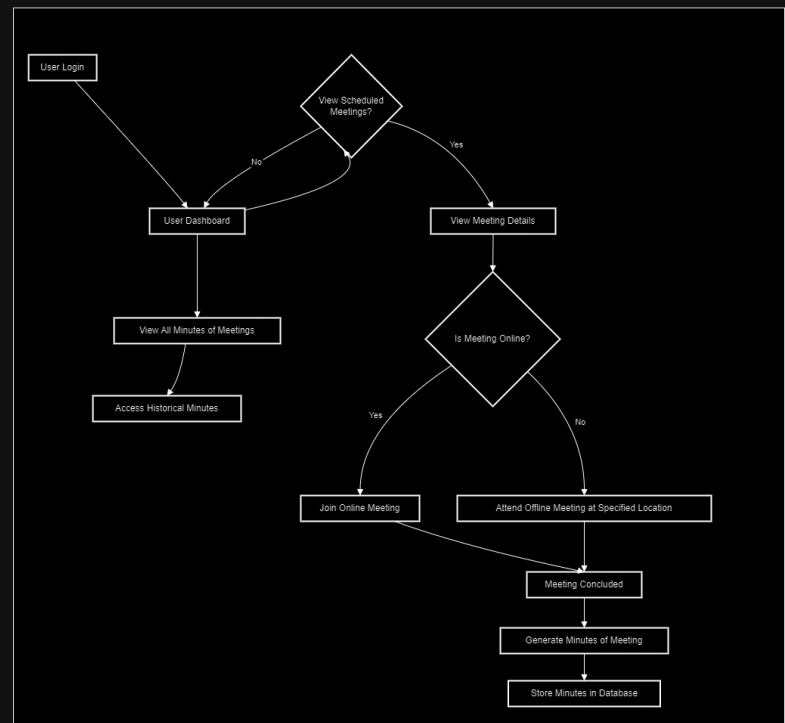 User Login
View Scheduled
Meetings?
No
Yes
User Dashboard
View Meeting Details
View All Minutes of Meetings
Is Meeting Online?
Access Historical Minutes
Yes
No
Join Online Meeting
Attend Offline Meeting at Specified Location
Meeting Concluded
Generate Minutes of Meeting
Store Minutes in Database